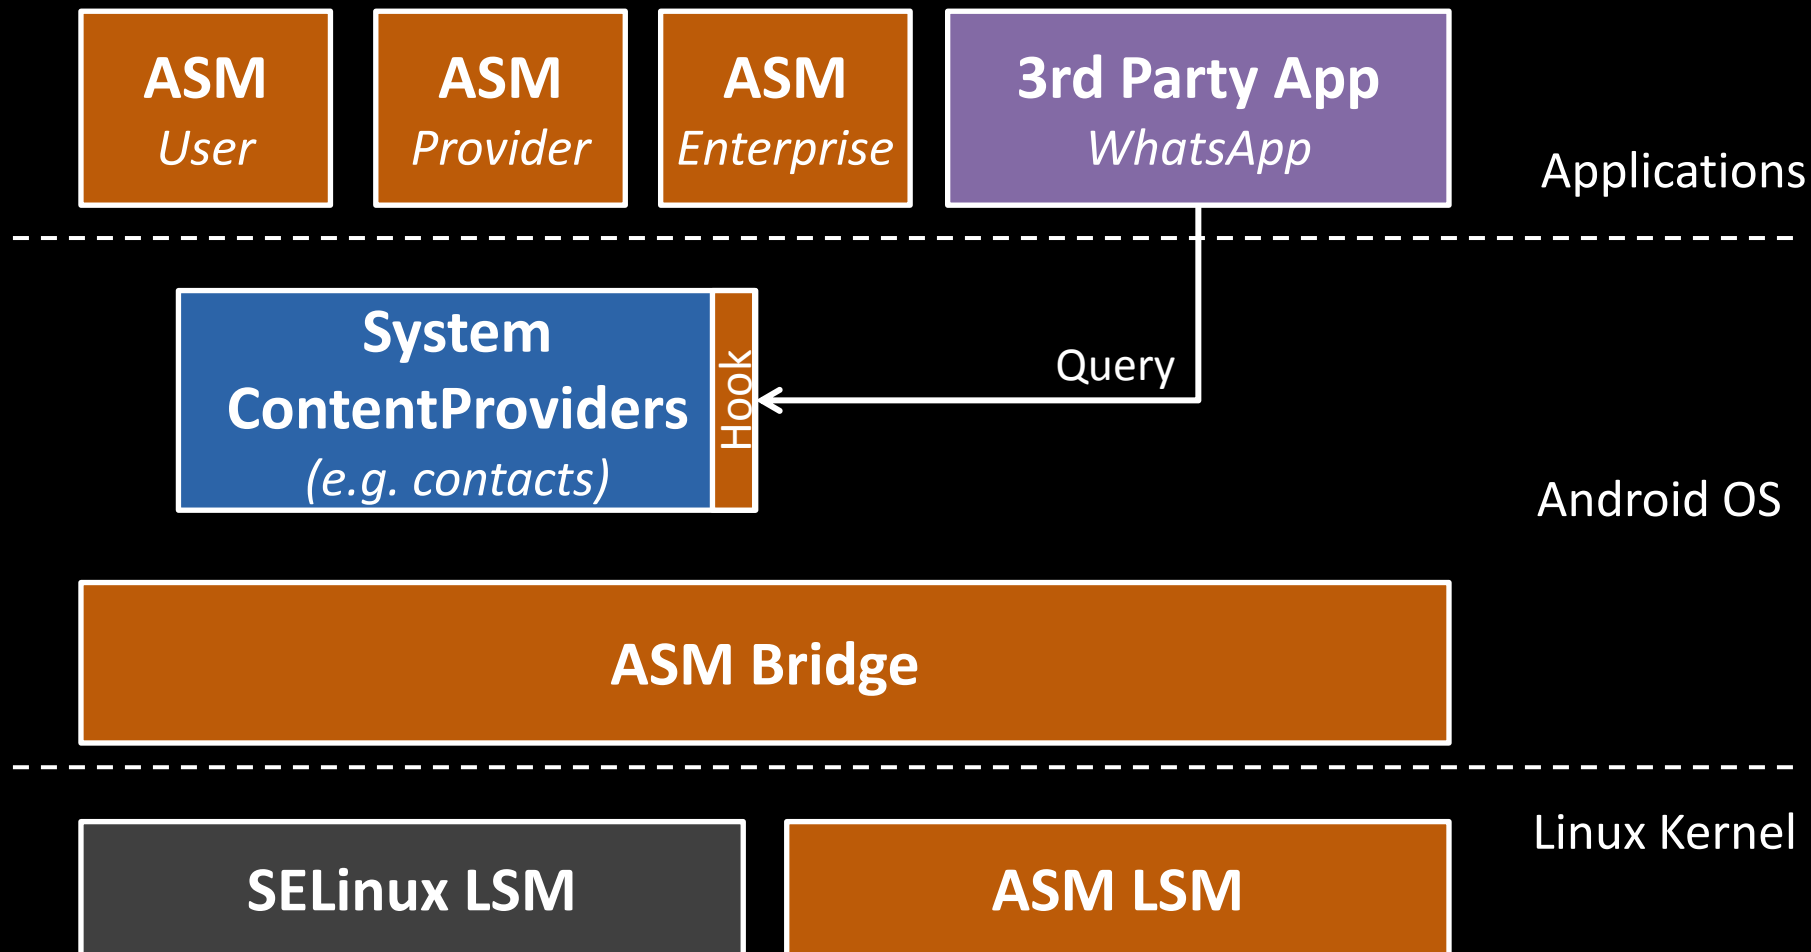 ASM
User
ASM
Provider
ASM
Enterprise
3rd Party App
WhatsApp
Applications
System
ContentProviders
(e.g. contacts)
Hook
Query
Android OS
ASM Bridge
Linux Kernel
SELinux LSM
ASM LSM